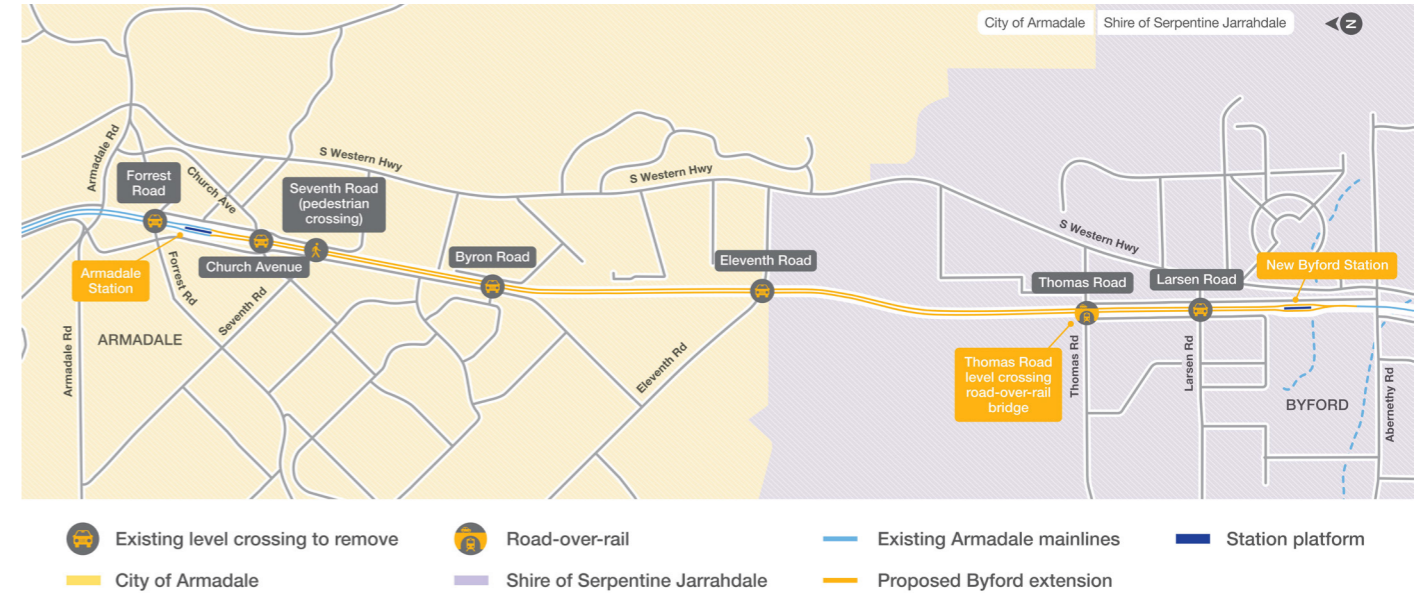 City of Armadale
Shire of Serpentine Jarrahdale
N
Armadale Rd
Forrest
Road
Church Ave
Seventh Road
(pedestrian
crossing)
S Western Hwy
S Western Hwy
S Western Hwy
Armadale
Station
Forrest Rd
Church Avenue
Seventh Rd
Byron Road
Eleventh Road
Thomas Road
Larsen Road
New Byford Station
ARMADALE
Armadale Rd
Eleventh Rd
Thomas Road
level crossing
road-over-rail
bridge
Thomas Rd
Larsen Rd
BYFORD
Abernethy Rd
Existing level crossing to remove
Road-over-rail
Existing Armadale mainlines
Station platform
City of Armadale
Shire of Serpentine Jarrahdale
Proposed Byford extension